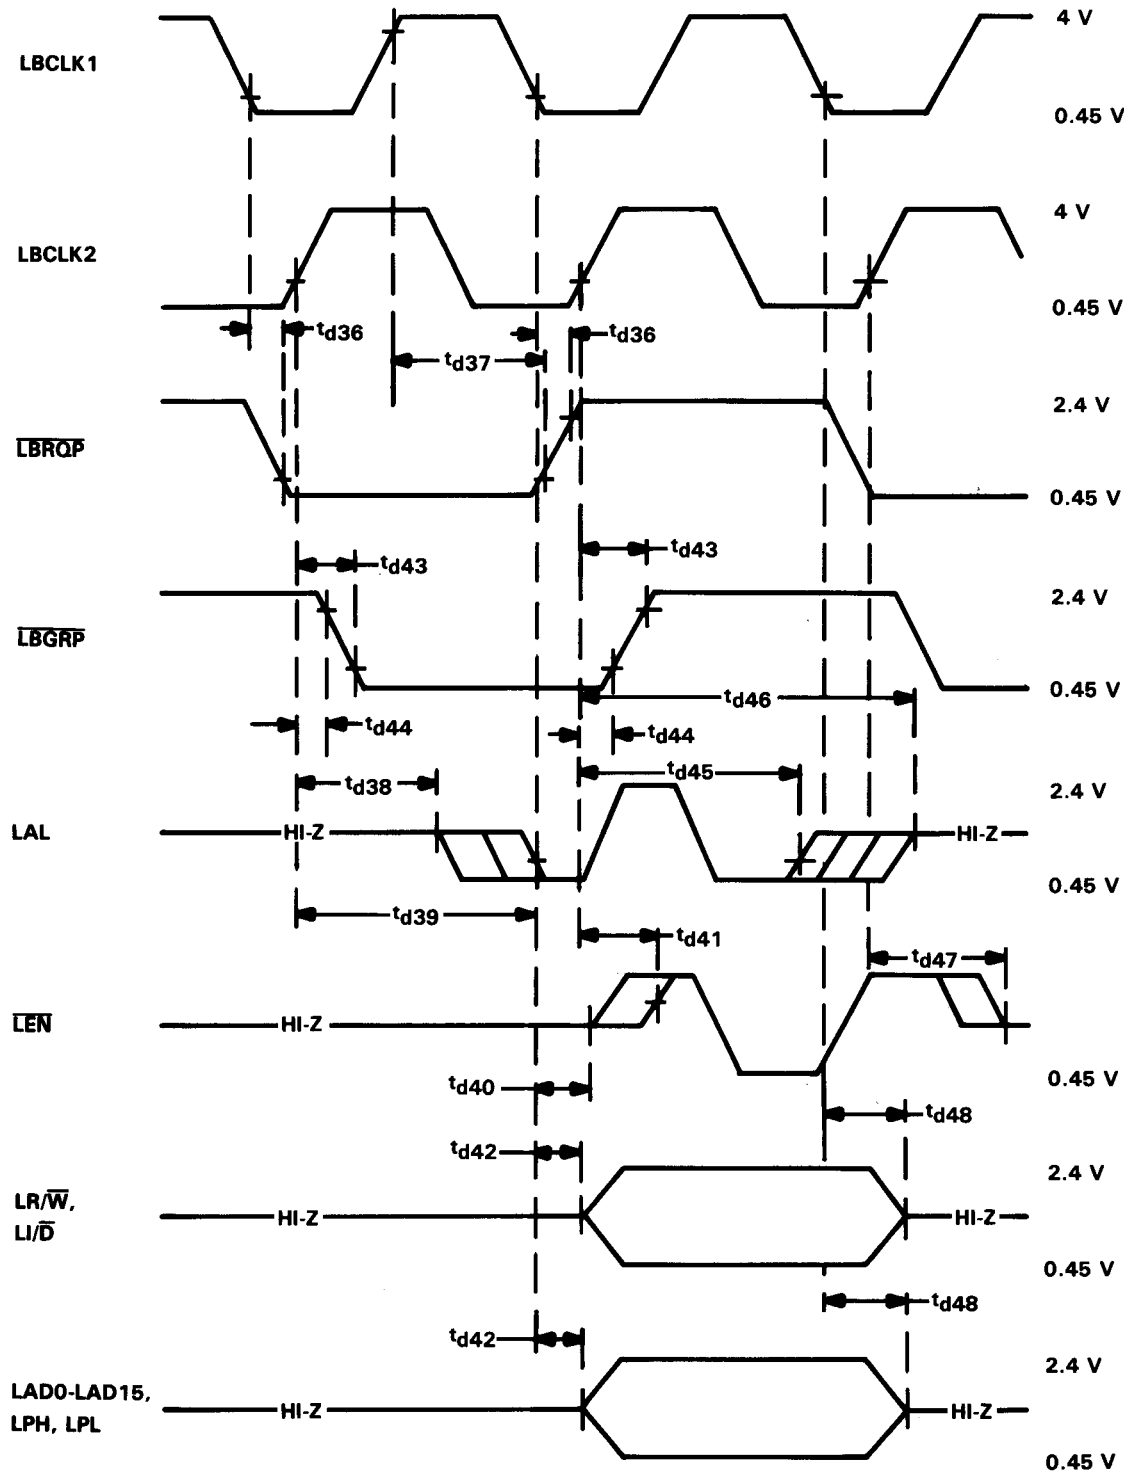 4 V
LBCLK1
0.45 V
4 V
LBCLK2
0.45 V
td36
td36
td37
2.4 V
LBRQP
0.45 V
td43
td43
2.4 V
LBGRP
0.45 V
td46
td44
td44
td45
td38
2.4 V
LAL
HI-Z
HI-Z
0.45 V
td39
td41
td47
LEN
HI-Z
0.45 V
td40
td48
td42
2.4 V
LR/W,
LI/D
HI-Z
HI-Z
0.45 V
td48
td42
2.4 V
LAD0-LAD15,
LPH, LPL
HI-Z
HI-Z
0.45 V